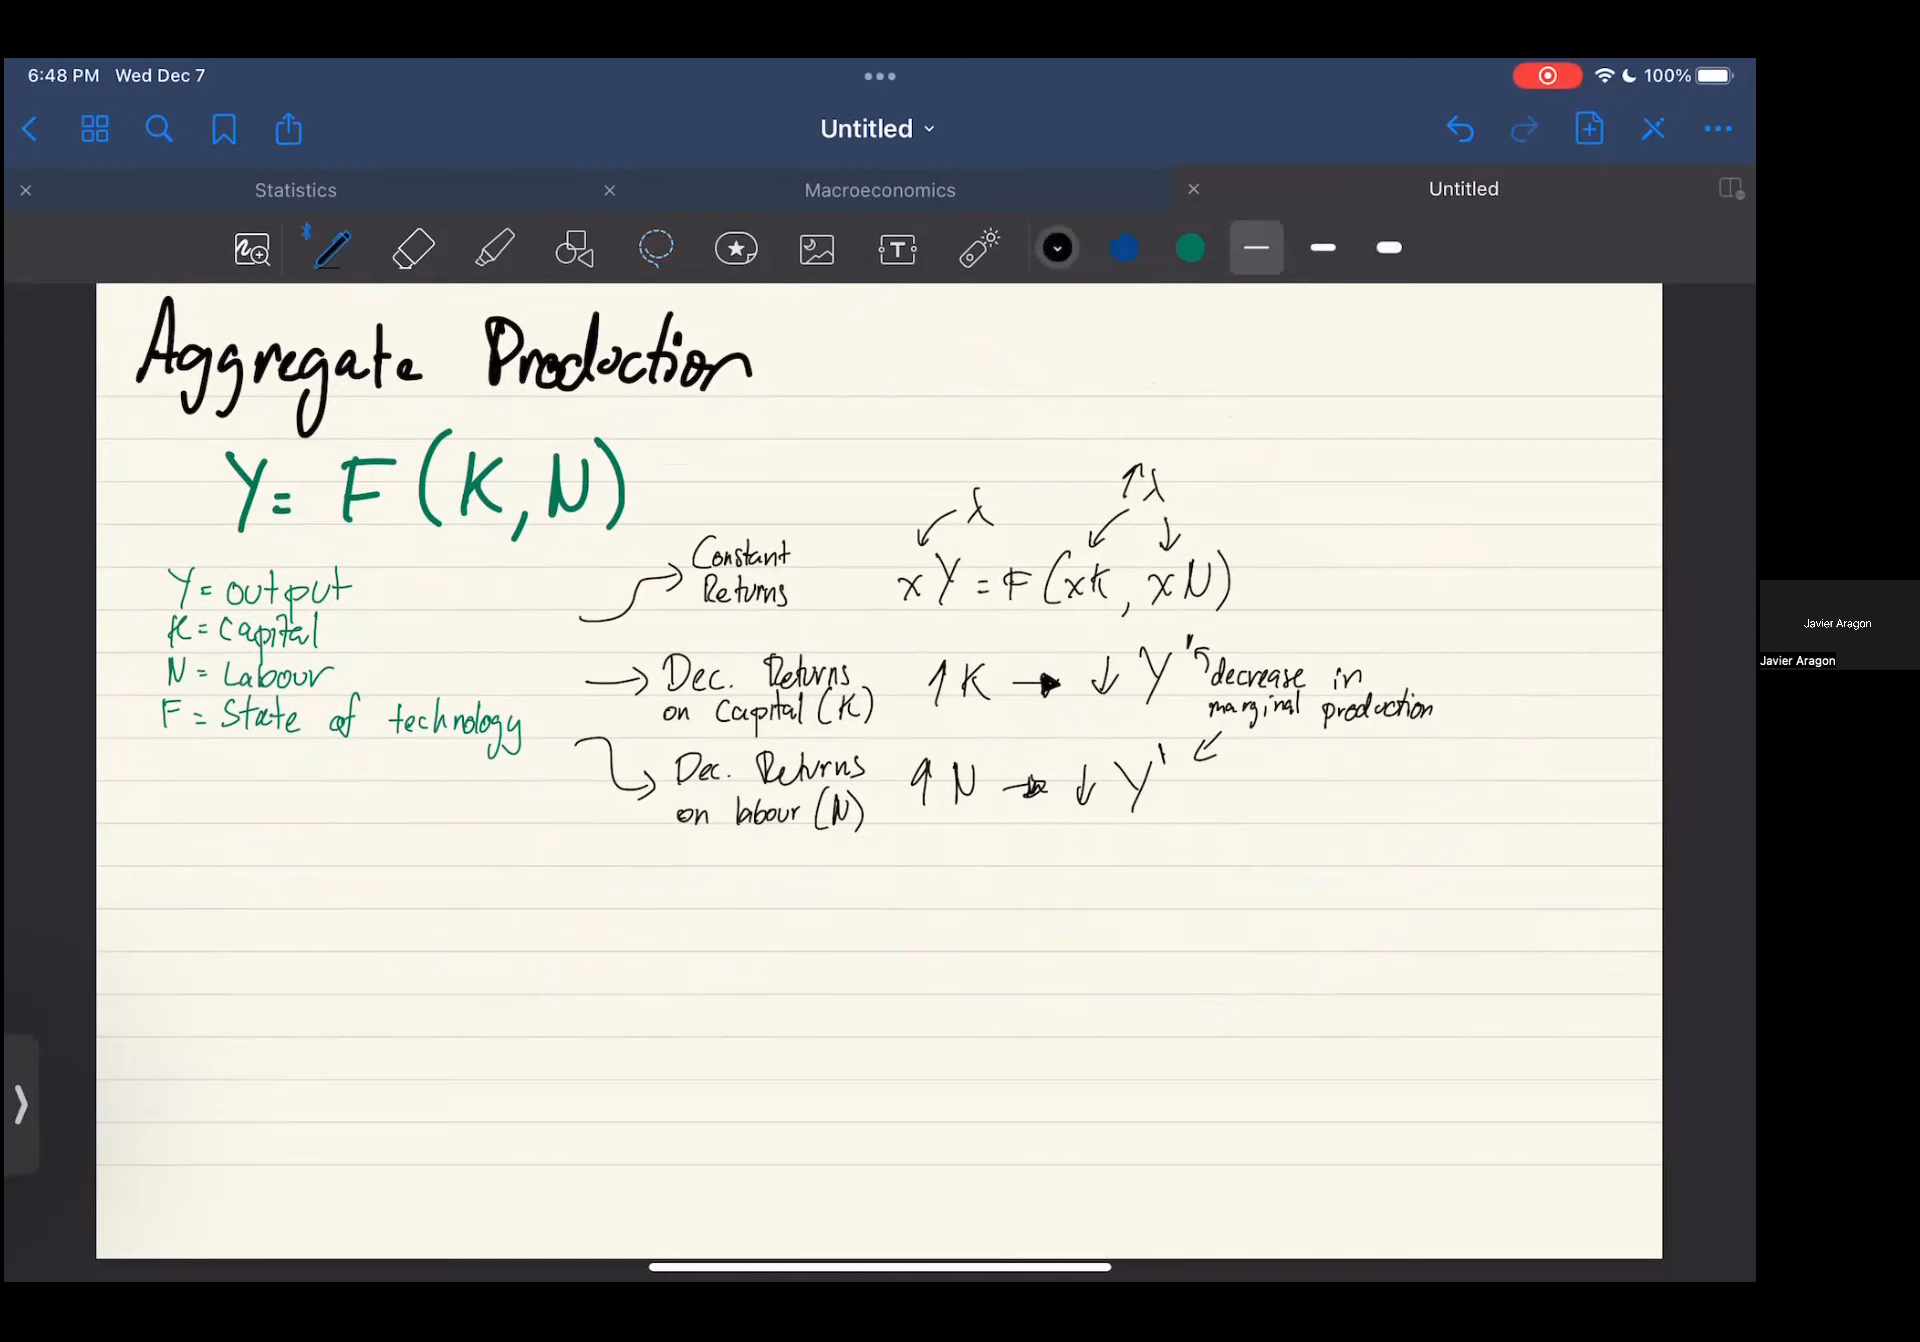 6:48 PM Wed Dec 7
100%
Untitled
Statistics
Macroeconomics
Untitled
T
Aggregate Production
Y = F (K, N)
Y = output
K = Capital
N = Labour
F = State of technology
Constant
Returns
λ
↑λ
xY = F (xK, xN)
Dec. Returns
on Capital (K)
↑ K → ↓ Y'
decrease in
marginal production
Dec. Returns
on labour (N)
↑ N → ↓ Y'
Javier Aragon
Javier Aragon